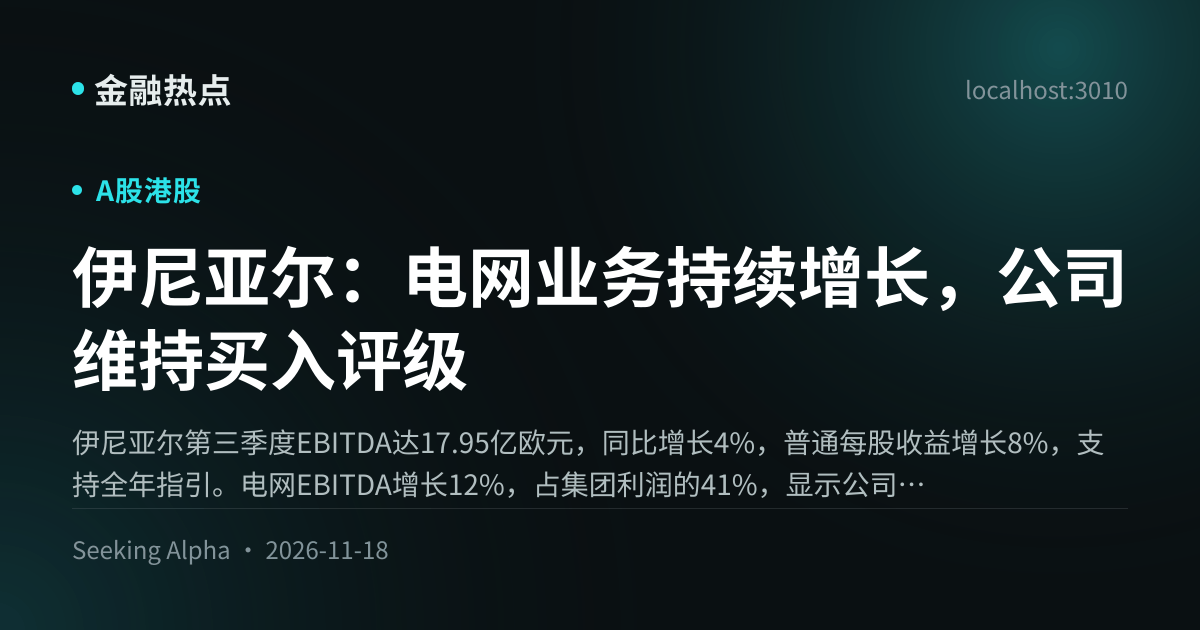 金融热点
localhost:3010
A股港股
伊尼亚尔：电网业务持续增长，公司
维持买入评级
伊尼亚尔第三季度EBITDA达17.95亿欧元，同比增长4%，普通每股收益增长8%，支
持全年指引。电网EBITDA增长12%，占集团利润的41%，显示公司…
Seeking Alpha · 2026-11-18